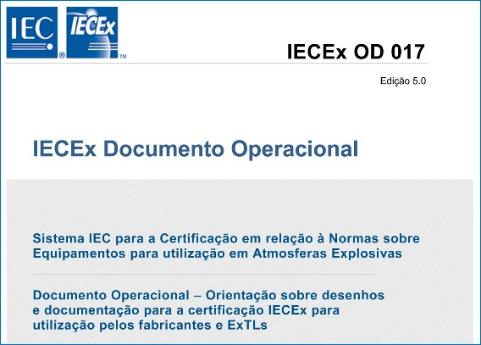 IEC IECEx
® TM
IECEx OD 017
Edição 5.0
IECEx Documento Operacional
Sistema IEC para a Certificação em relação à Normas sobre
Equipamentos para utilização em Atmosferas Explosivas
Documento Operacional – Orientação sobre desenhos
e documentação para a certificação IECEx para
utilização pelos fabricantes e ExTLs